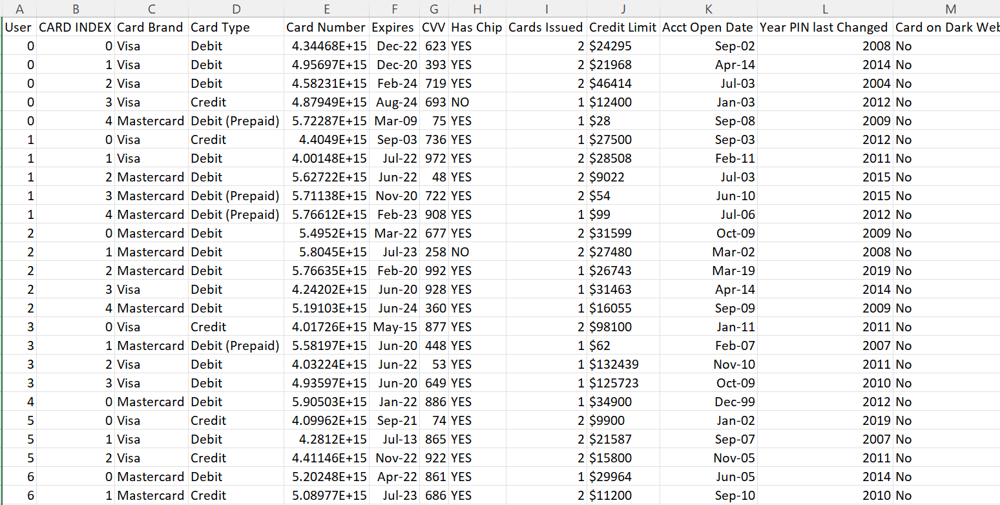 A B C D E F G H I J K L M
User CARD INDEX Card Brand Card Type Card Number Expires CVV Has Chip Cards Issued Credit Limit Acct Open Date Year PIN last Changed Card on Dark Web
0 0 Visa Debit 4.34468E+15 Dec-22 623 YES 2 $24295 Sep-02 2008 No
0 1 Visa Debit 4.95697E+15 Dec-20 393 YES 2 $21968 Apr-14 2014 No
0 2 Visa Debit 4.58231E+15 Feb-24 719 YES 2 $46414 Jul-03 2004 No
0 3 Visa Credit 4.87949E+15 Aug-24 693 NO 1 $12400 Jan-03 2012 No
0 4 Mastercard Debit (Prepaid) 5.72287E+15 Mar-09 75 YES 1 $28 Sep-08 2009 No
1 0 Visa Credit 4.4049E+15 Sep-03 736 YES 1 $27500 Sep-03 2012 No
1 1 Visa Debit 4.00148E+15 Jul-22 972 YES 2 $28508 Feb-11 2011 No
1 2 Mastercard Debit 5.62722E+15 Jun-22 48 YES 2 $9022 Jul-03 2015 No
1 3 Mastercard Debit (Prepaid) 5.71138E+15 Nov-20 722 YES 2 $54 Jun-10 2015 No
1 4 Mastercard Debit (Prepaid) 5.76612E+15 Feb-23 908 YES 1 $99 Jul-06 2012 No
2 0 Mastercard Debit 5.4952E+15 Mar-22 677 YES 2 $31599 Oct-09 2009 No
2 1 Mastercard Debit 5.8045E+15 Jul-23 258 NO 2 $27480 Mar-02 2008 No
2 2 Mastercard Debit 5.76635E+15 Feb-20 992 YES 1 $26743 Mar-19 2019 No
2 3 Visa Debit 4.24202E+15 Jun-20 928 YES 1 $31463 Apr-14 2014 No
2 4 Mastercard Debit 5.19103E+15 Jun-24 360 YES 1 $16055 Sep-09 2009 No
3 0 Visa Credit 4.01726E+15 May-15 877 YES 2 $98100 Jan-11 2011 No
3 1 Mastercard Debit (Prepaid) 5.58197E+15 Jun-20 448 YES 1 $62 Feb-07 2007 No
3 2 Visa Debit 4.03224E+15 Jun-22 53 YES 1 $132439 Nov-10 2011 No
3 3 Visa Debit 4.93597E+15 Jun-20 649 YES 1 $125723 Oct-09 2010 No
4 0 Mastercard Debit 5.90503E+15 Jan-22 886 YES 1 $34900 Dec-99 2012 No
5 0 Visa Credit 4.09962E+15 Sep-21 74 YES 2 $9900 Jan-02 2019 No
5 1 Visa Debit 4.2812E+15 Jul-13 865 YES 2 $21587 Sep-07 2007 No
5 2 Visa Credit 4.41146E+15 Nov-22 922 YES 2 $15800 Nov-05 2011 No
6 0 Mastercard Debit 5.20248E+15 Apr-22 861 YES 1 $29964 Jun-05 2014 No
6 1 Mastercard Credit 5.08977E+15 Jul-23 686 YES 2 $11200 Sep-10 2010 No